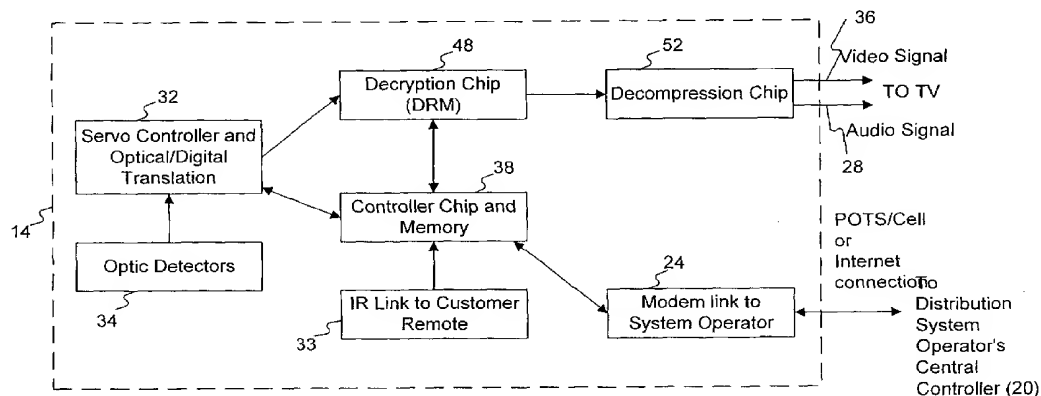 36
48
52
Video Signal
Decryption Chip
(DRM)
Decompression Chip
TO TV
32
Servo Controller and
Optical/Digital
Translation
Audio Signal
28
38
Controller Chip and
Memory
14
POTS/Cell
or
Internet
connection
Optic Detectors
34
24
IR Link to Customer
Remote
33
Modem link to
System Operator
To
Distribution
System
Operator's
Central
Controller (20)